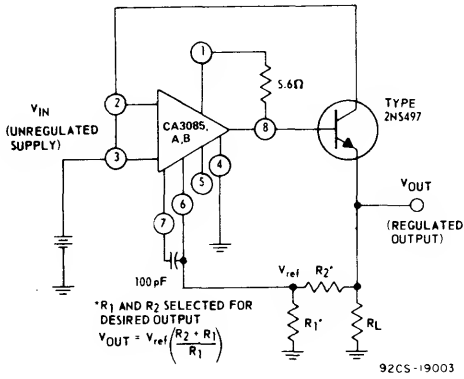 1
5.6Ω
TYPE
2N5497
VIN
(UNREGULATED
SUPPLY)
2
CA3085,
A,B
8
3
4
5
6
7
VOUT
(REGULATED
OUTPUT)
100pF
Vref
R2*
*R1 AND R2 SELECTED FOR
DESIRED OUTPUT
R1*
RL
VOUT = Vref (R2 + R1 / R1)
92CS-19003